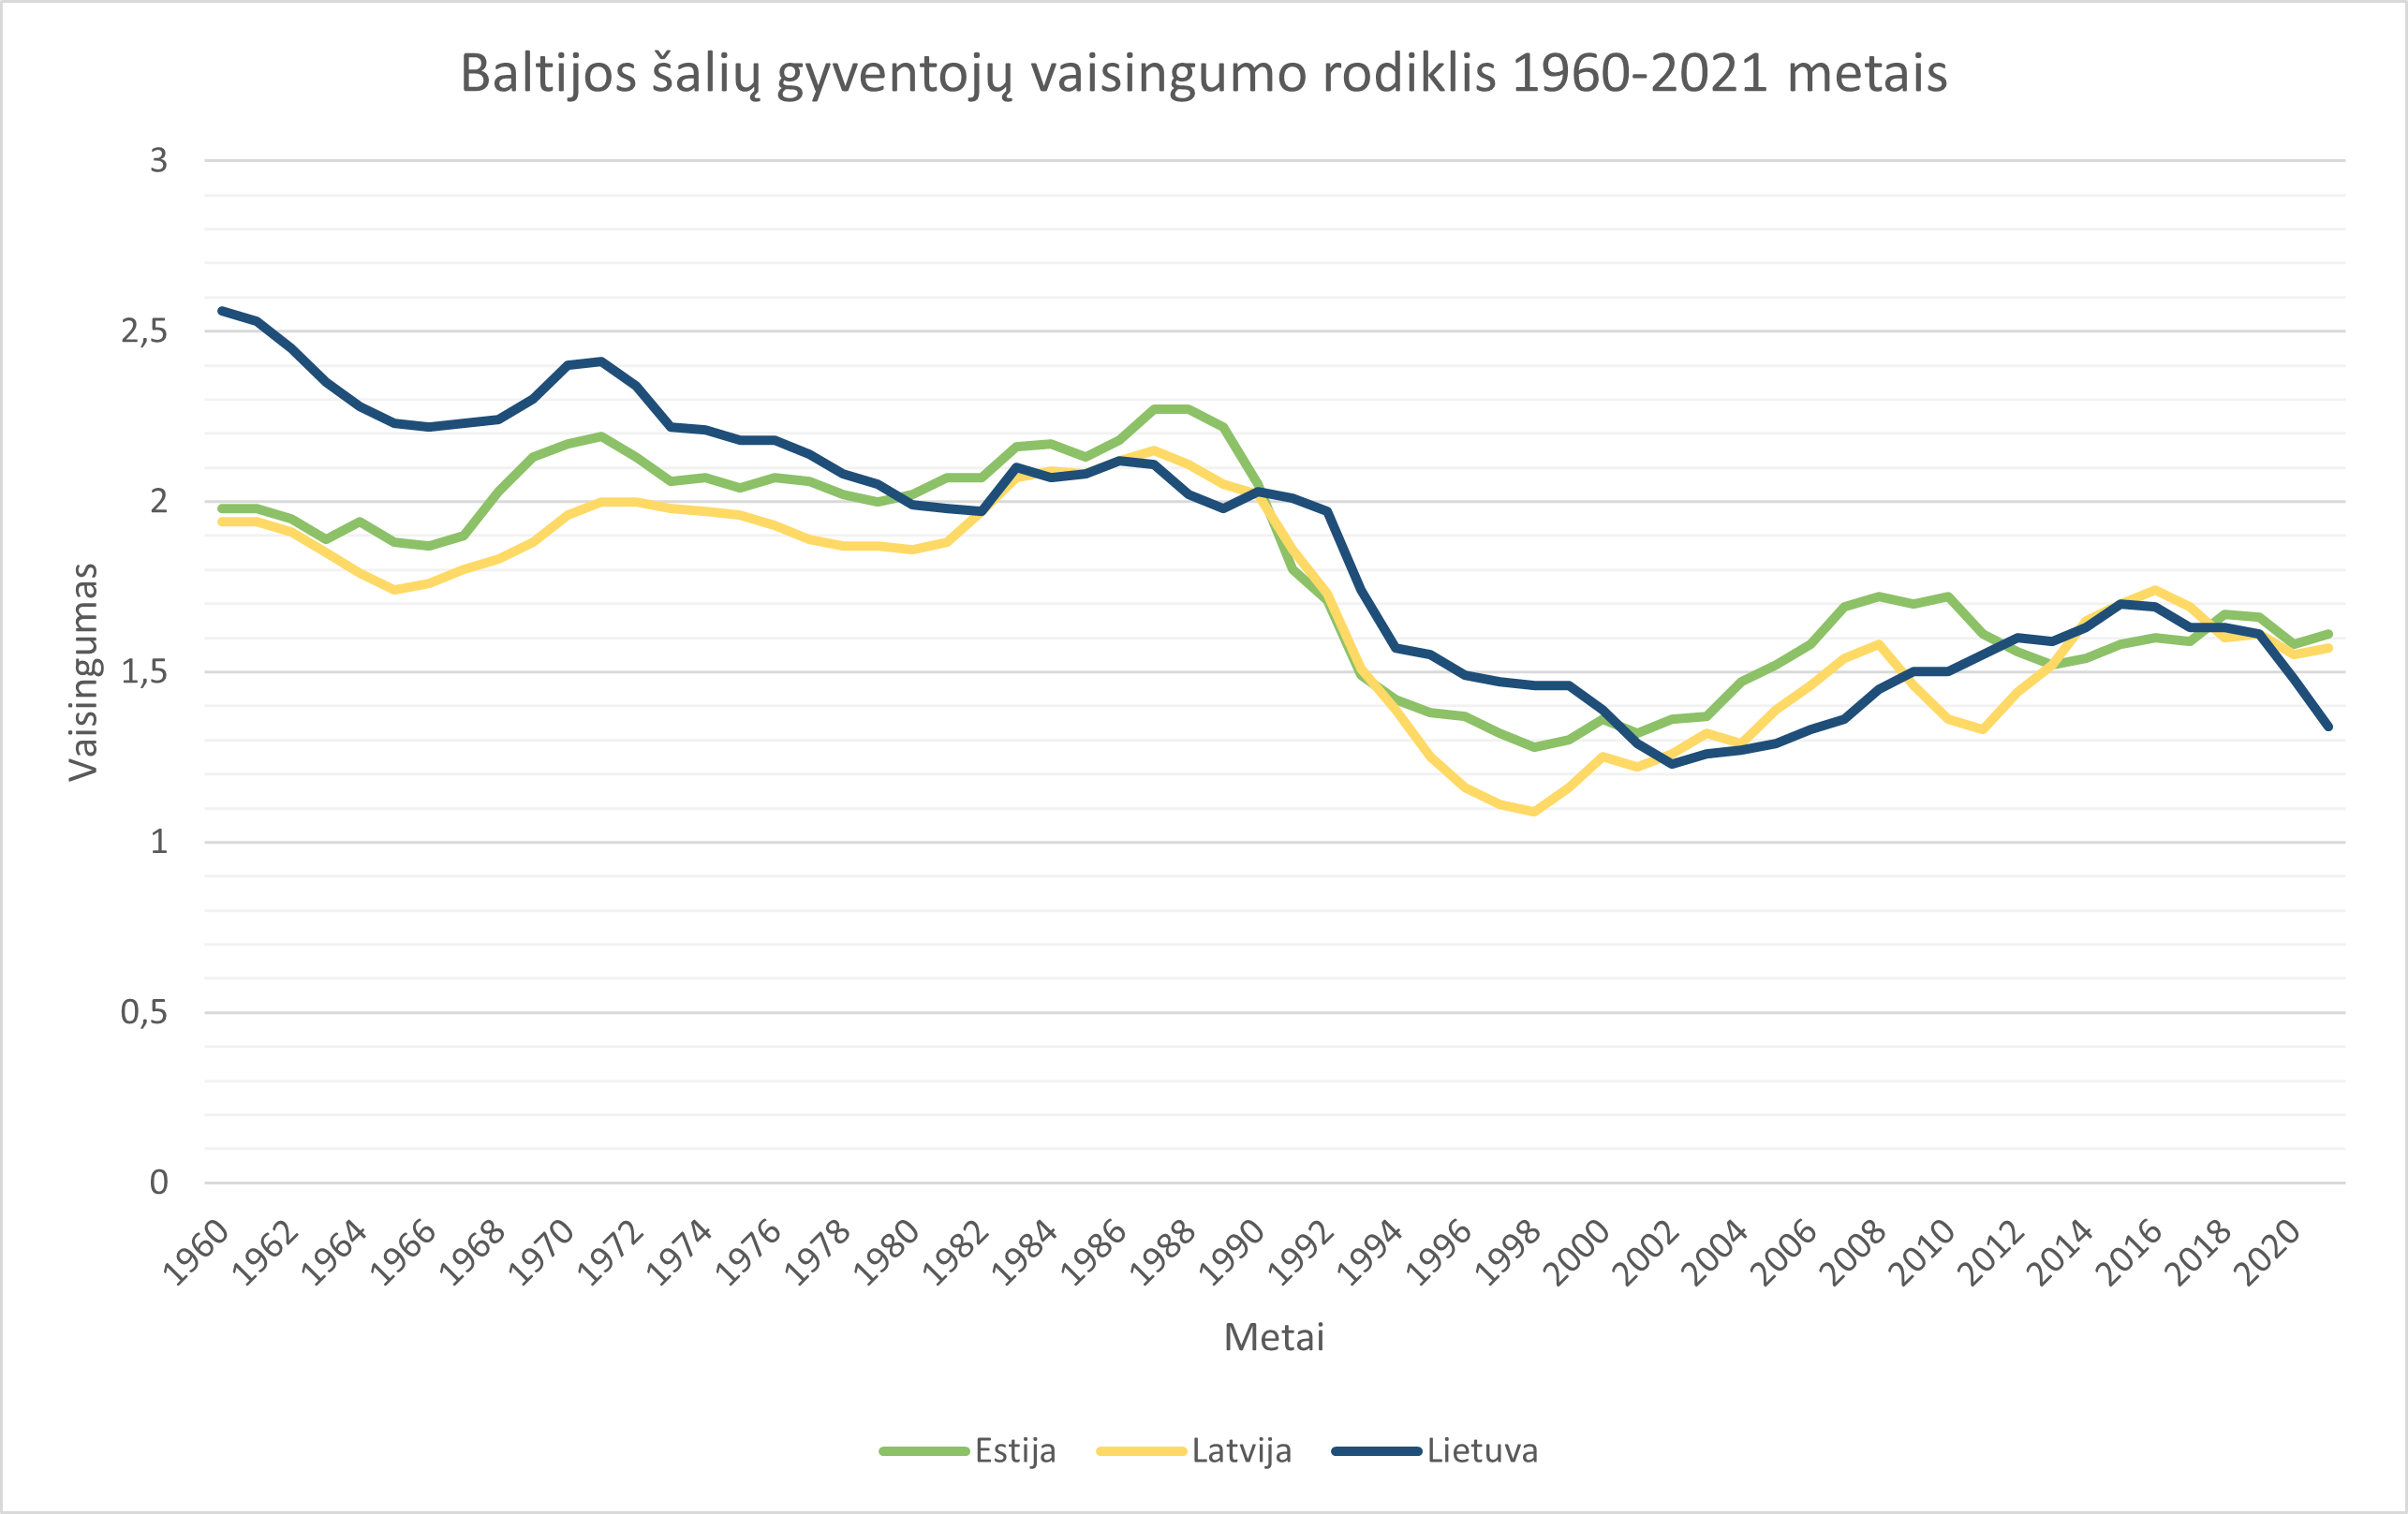 Baltijos šalių gyventojų vaisingumo rodiklis 1960-2021 metais
3
2,5
2
1,5
1
0,5
0
Vaisingumas
1960 1962 1964 1966 1968 1970 1972 1974 1976 1978 1980 1982 1984 1986 1988 1990 1992 1994 1996 1998 2000 2002 2004 2006 2008 2010 2012 2014 2016 2018 2020
Metai
Estija Latvija Lietuva